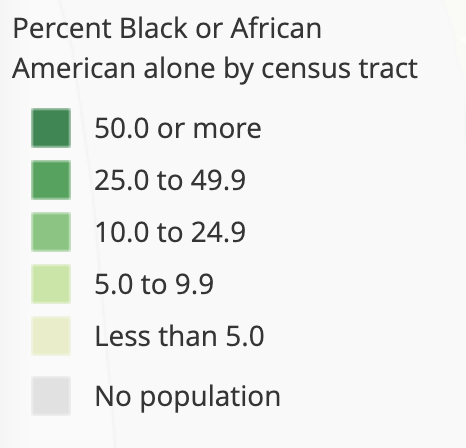 Percent Black or African
American alone by census tract
50.0 or more
25.0 to 49.9
10.0 to 24.9
5.0 to 9.9
Less than 5.0
No population